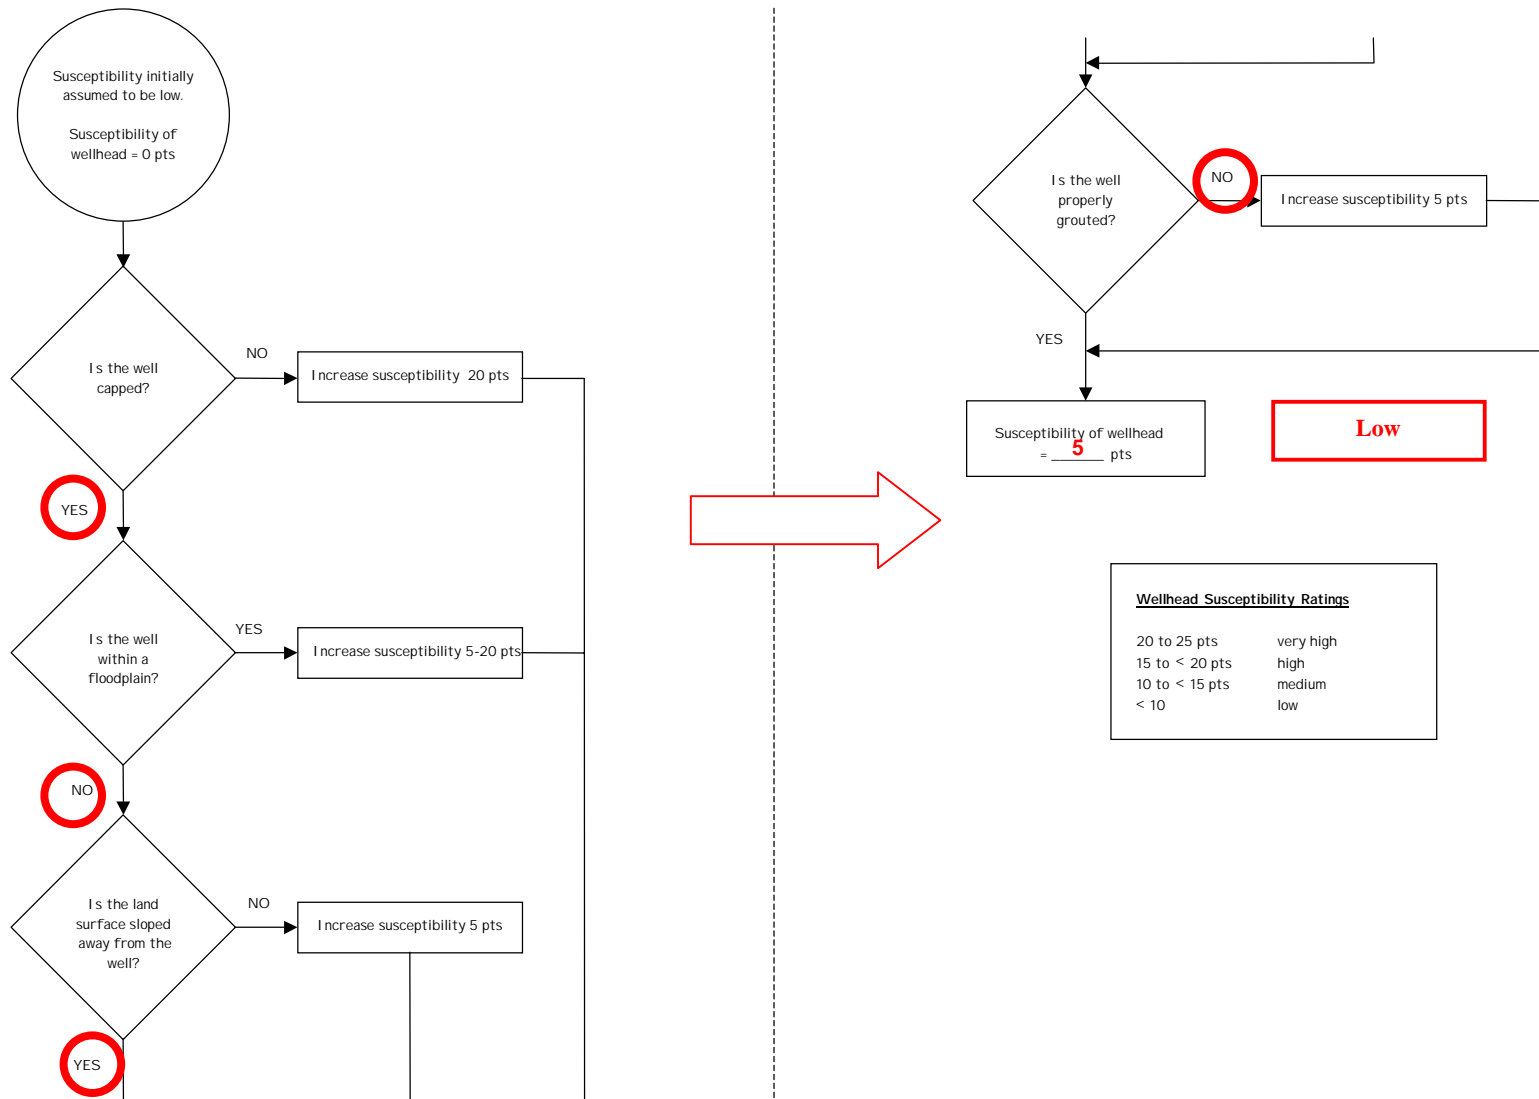 Susceptibility initially
assumed to be low.
Susceptibility of
wellhead = 0 pts
Is the well
capped?
NO
Increase susceptibility 20 pts
YES
Is the well
within a
floodplain?
YES
Increase susceptibility 5-20 pts
NO
Is the land
surface sloped
away from the
well?
NO
Increase susceptibility 5 pts
YES
Is the well
properly
grouted?
NO
Increase susceptibility 5 pts
YES
Susceptibility of wellhead
= ___5___ pts
Low
Wellhead Susceptibility Ratings
20 to 25 pts very high
15 to < 20 pts high
10 to < 15 pts medium
< 10 low